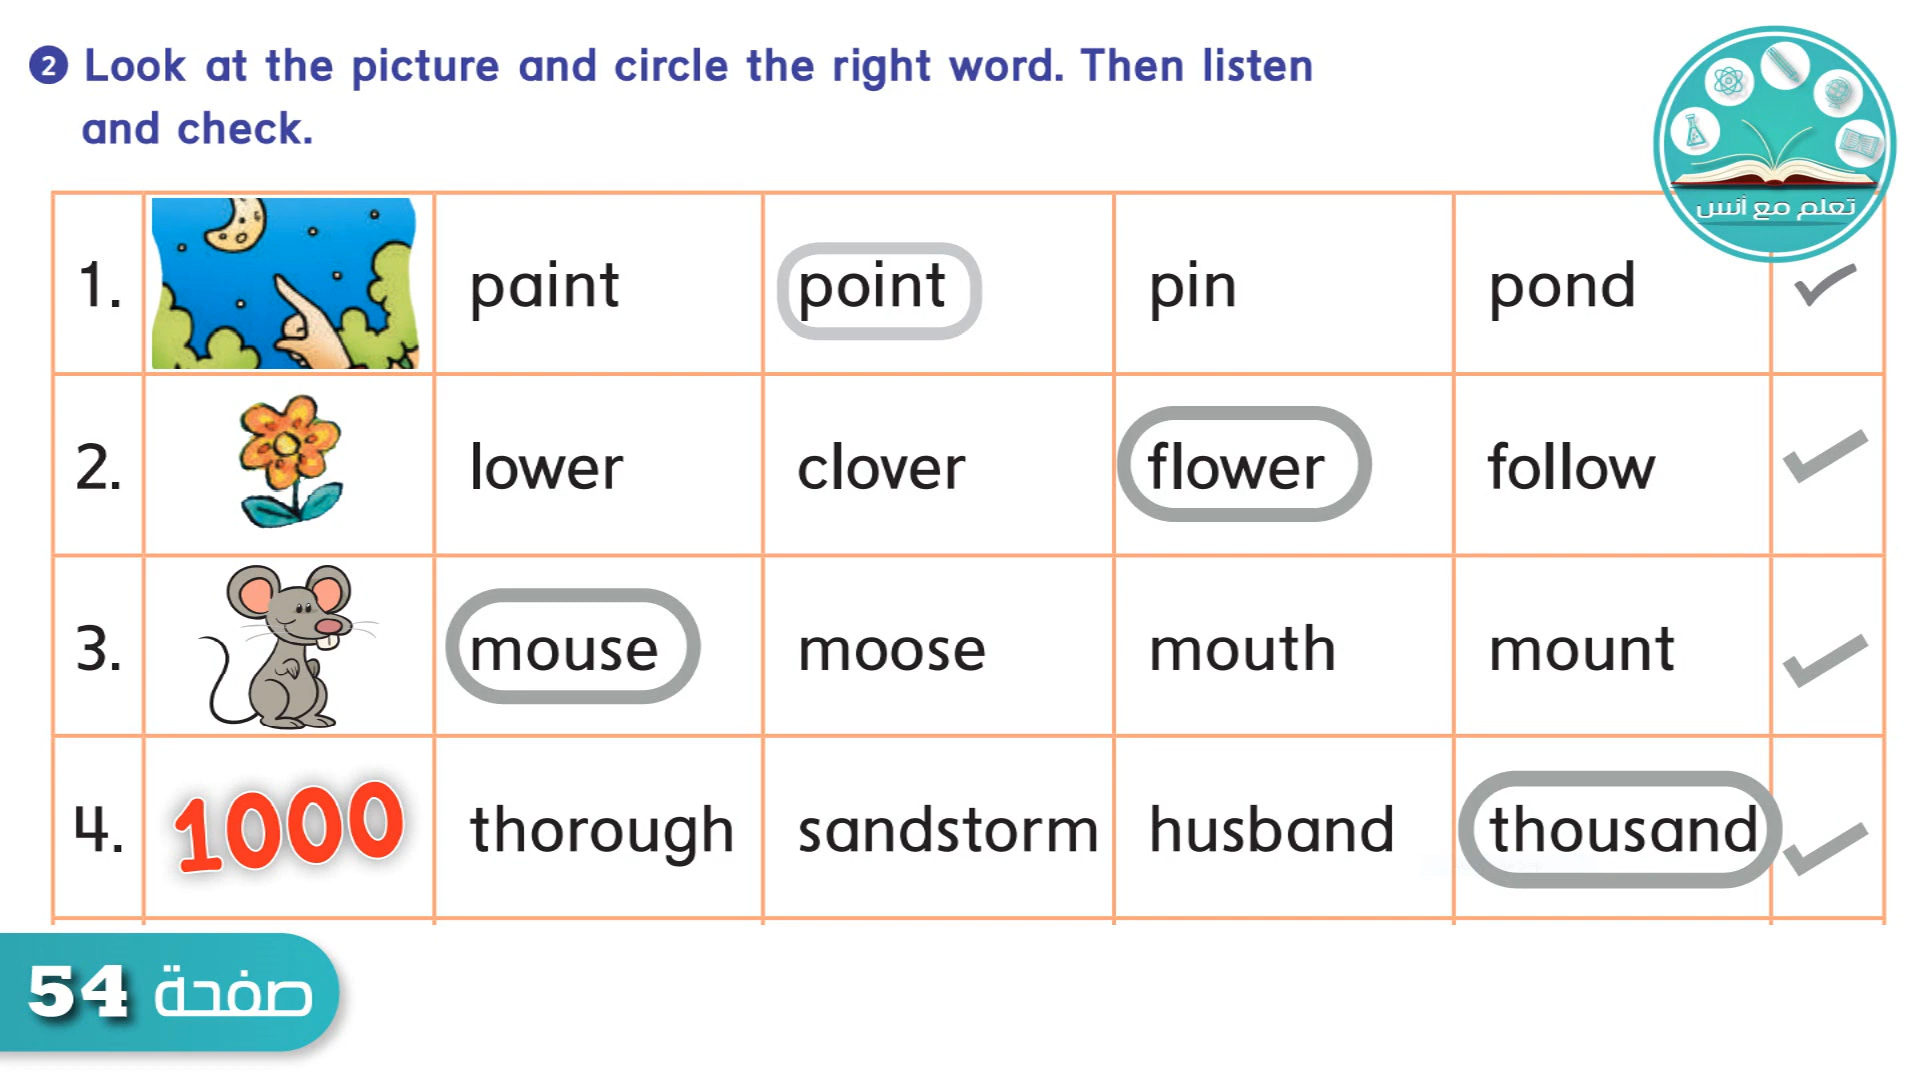 2 Look at the picture and circle the right word. Then listen
and check.
تعلم مع أنس
1. paint point pin pond
2. lower clover flower follow
3. mouse moose mouth mount
4. 1000 thorough sandstorm husband thousand
صفحة 54